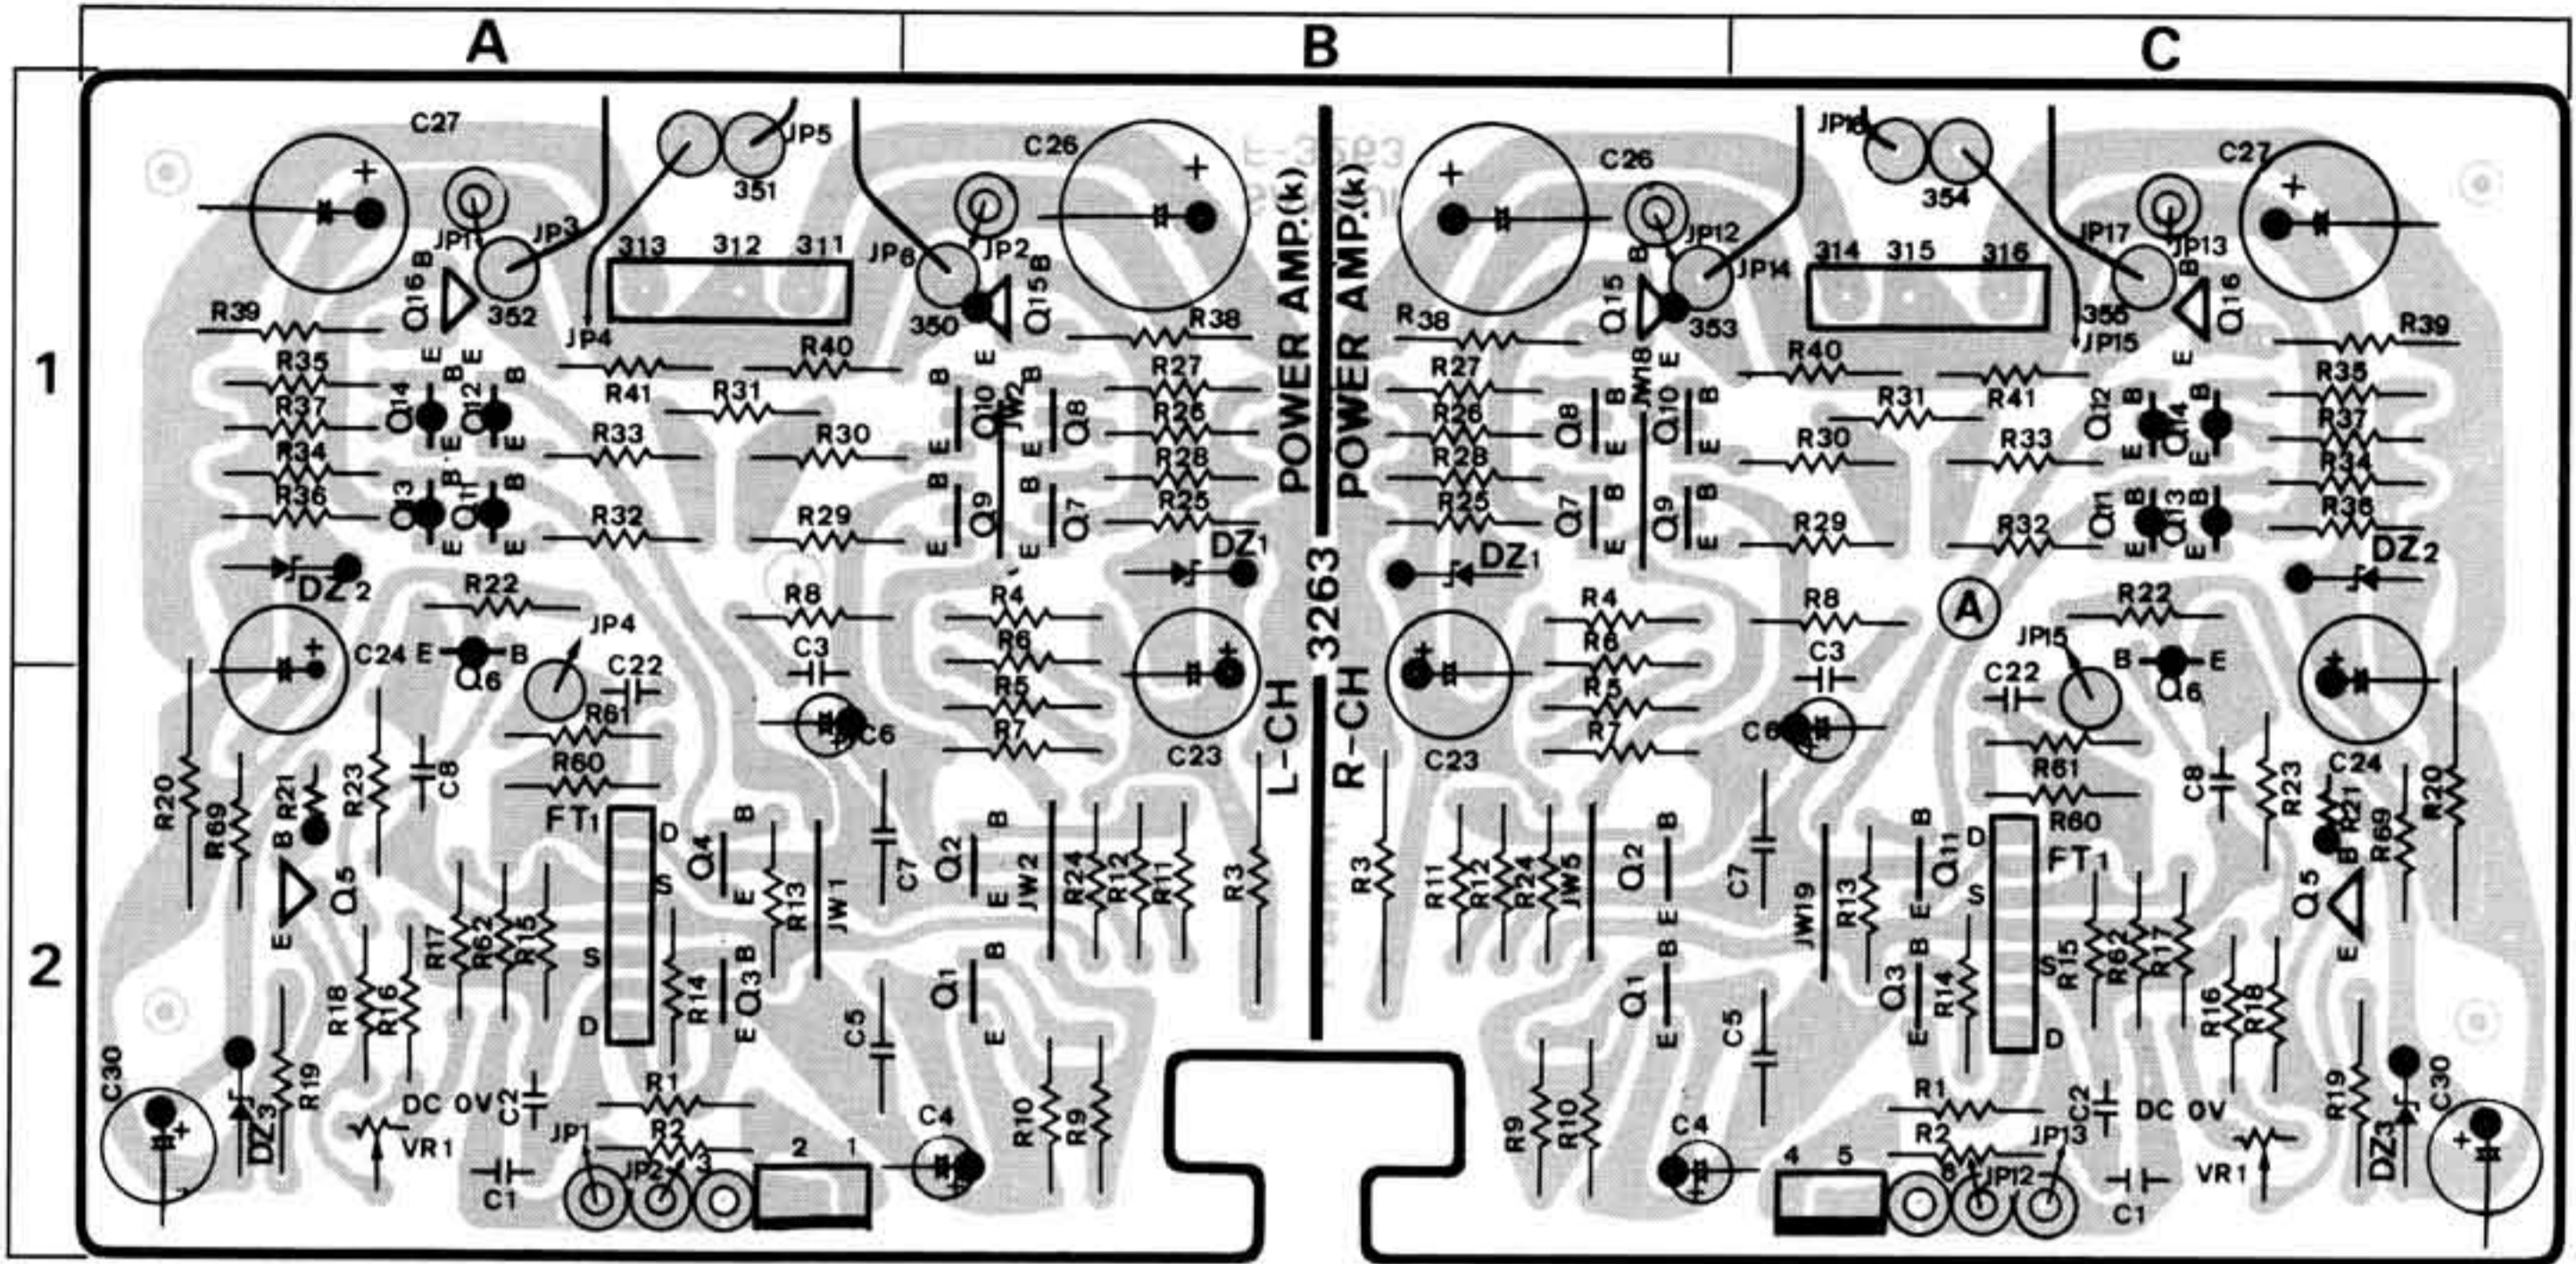 A B C
1
2
C27 JP5 C26 C26 JP16 C27
351 354
JP1 JP3 313 312 311 JP6 JP2 JP12 JP14 314 315 316 JP17 JP13
B B B B
Q16 352 350 Q15 Q15 353 355 Q16
R39 JP4 R38 R38 JP15 R39
E E E E E
POWER AMP.(k) POWER AMP.(k)
R35 R41 R40 R27 R27 R40 R41 R35
B B R31 B JW2 B JW18 B B R31 B B
Q14 Q12 Q10 Q8 Q8 Q10 Q12 Q14
R37 R26 R26 R37
E E R33 R30 E E E R30 R33 E E
R34 R28 R28 R34
B B B B B B B B
Q13 Q11 Q9 Q7 Q7 Q9 Q11 Q13
R36 R32 R29 R25 R25 R29 R32 R36
E E E E E E E E
DZ2 DZ1 3263 DZ1 DZ2
R22 R8 R4 R4 R8 A R22
JP4 JP15
C24 E B C22 C3 R6 R6 C3 C22 B E
Q6 Q6
R61 C6 R5 R5 C6
R7 C23 L-CH R-CH C23 R7
R20 R69 R21 R23 C8 R60 R61 C8 R23 C24 R21 R69 R20
FT1 D B B B B D R60 FT1
B Q5 Q4 C7 Q2 Q2 C7 Q11 B Q5
S E R13 JW1 E JW2 R24 R12 R11 R3 R3 R11 R12 R24 JW5 E JW19 R13 E S
E R17 R62 R15 R15 R62 R17 E
S B B B B S
R18 R16 R14 Q3 C5 Q1 Q1 C5 Q3 R14 R16 R18
D E E E E D
C30 DZ3 R19 DC 0V C2 R1 R10 R9 R9 R10 R1 C2 DC 0V R19 DZ3 C30
VR1 JP1 R2 C4 C4 R2 JP13 VR1
JP2 3 2 1 4 5 6 JP12
C1 C1